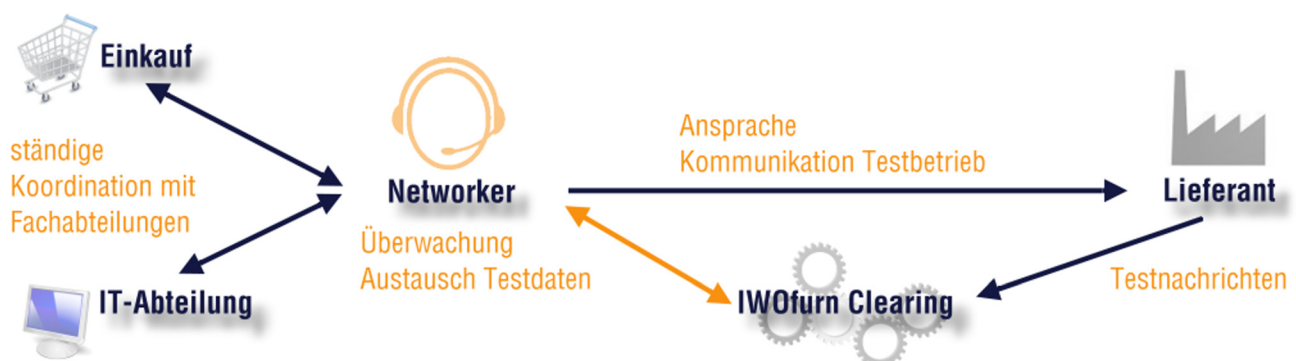 Einkauf
ständige
Koordination mit
Fachabteilungen
IT-Abteilung
Networker
Überwachung
Austausch Testdaten
Ansprache
Kommunikation Testbetrieb
Lieferant
Testnachrichten
IWOfurn Clearing